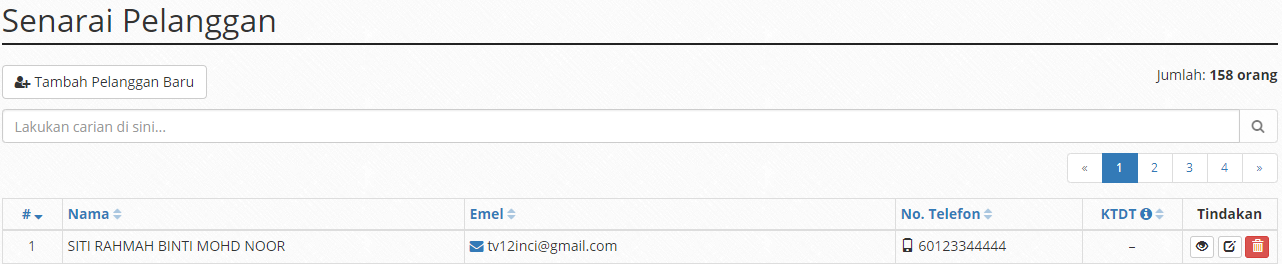 Senarai Pelanggan
Tambah Pelanggan Baru
Jumlah: 158 orang
Lakukan carian di sini...
« 1 2 3 4 »
# Nama Emel No. Telefon KTDT Tindakan
1 SITI RAHMAH BINTI MOHD NOOR tv12inci@gmail.com 60123344444 –